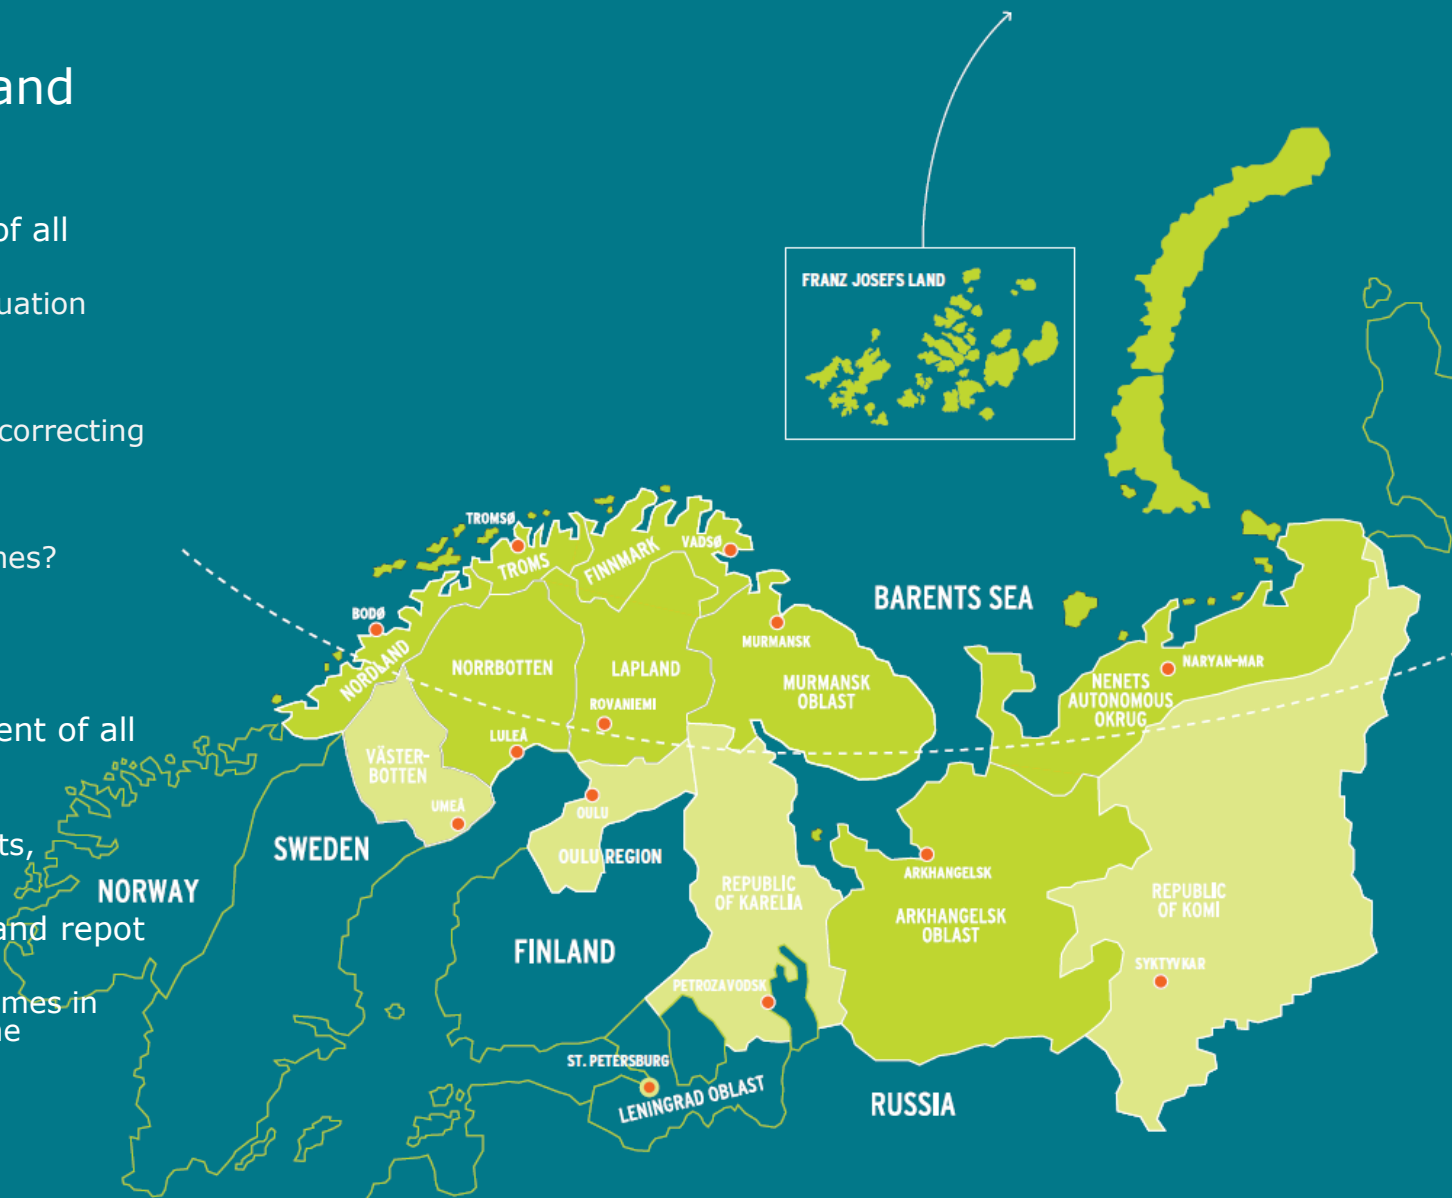 and
of all
uation
correcting
nes?
ent of all
ts,
and repot
mes in
ne
FRANZ JOSEFS LAND
TROMSØ
TROMS
FINNMARK
VADSØ
BARENTS SEA
BODØ
NORDLAND
NORRBOTTEN
LAPLAND
MURMANSK
MURMANSK
OBLAST
NARYAN-MAR
NENETS
AUTONOMOUS
OKRUG
ROVANIEMI
LULEÅ
VÄSTER-
BOTTEN
UMEÅ
OULU
OULU REGION
SWEDEN
NORWAY
FINLAND
REPUBLIC
OF KARELIA
ARKHANGELSK
ARKHANGELSK
OBLAST
REPUBLIC
OF KOMI
SYKTYVKAR
PETROZAVODSK
ST. PETERSBURG
LENINGRAD OBLAST
RUSSIA